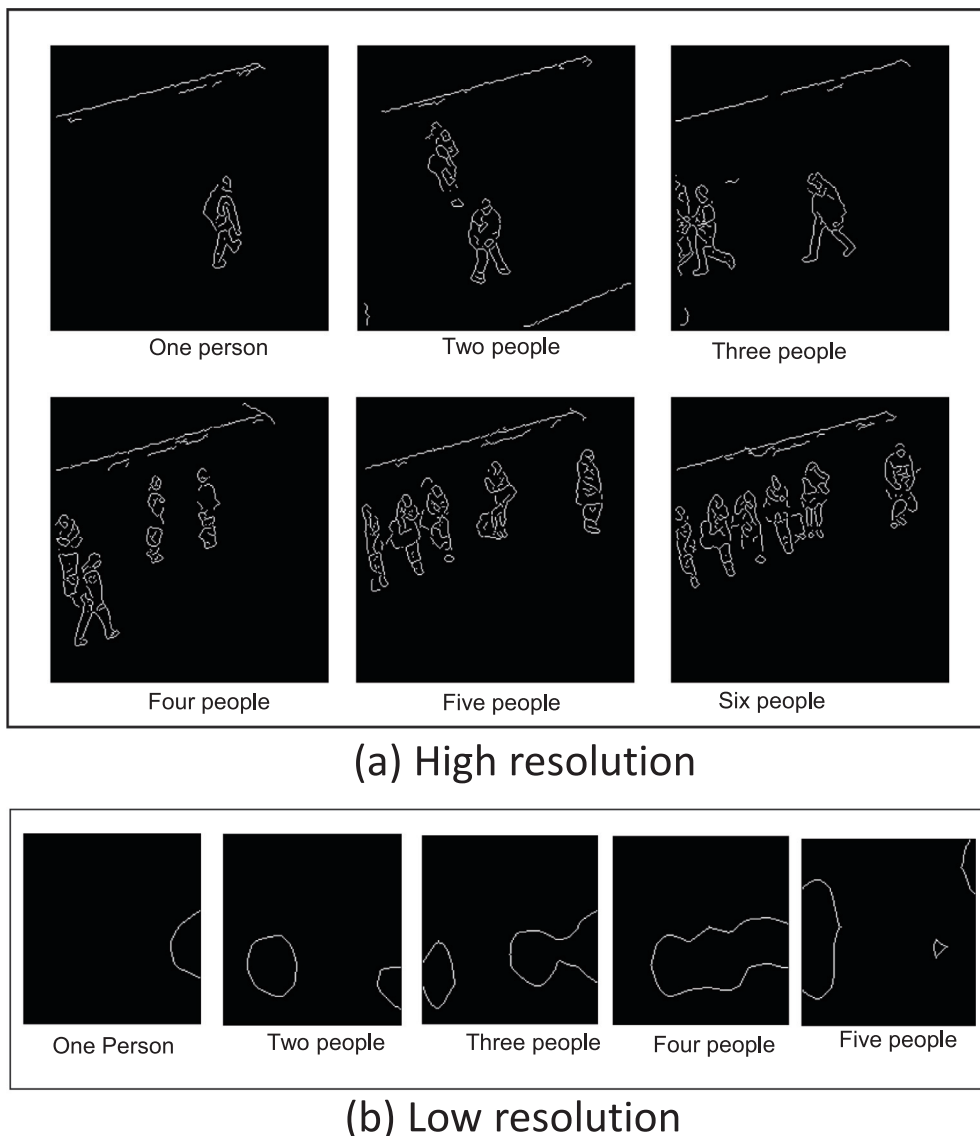 One person
Two people
Three people
Four people
Five people
Six people
(a) High resolution
One Person
Two people
Three people
Four people
Five people
(b) Low resolution